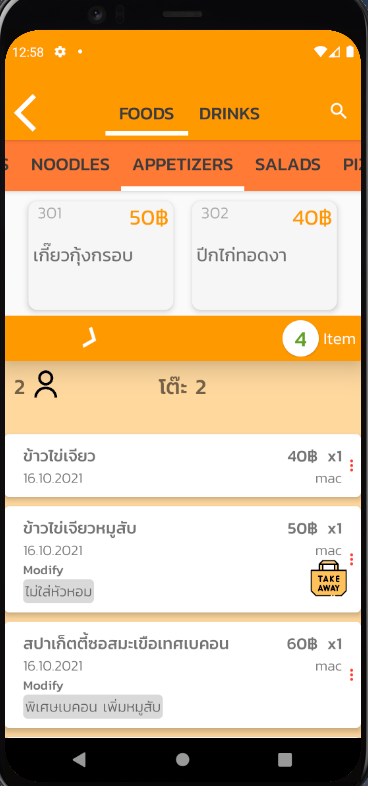 12:58
FOODS DRINKS
S NOODLES APPETIZERS SALADS PI
301 50฿
เกี๊ยวกุ้งกรอบ
302 40฿
ปีกไก่ทอดงา
4 Item
2 โต๊ะ 2
ข้าวไข่เจียว 40฿ x1
16.10.2021 mac
ข้าวไข่เจียวหมูสับ 50฿ x1
16.10.2021 mac
Modify
ไม่ใส่หัวหอม
TAKE
AWAY
สปาเก็ตตี้ซอสมะเขือเทศเบคอน 60฿ x1
16.10.2021 mac
Modify
พิเศษเบคอน เพิ่มหมูสับ